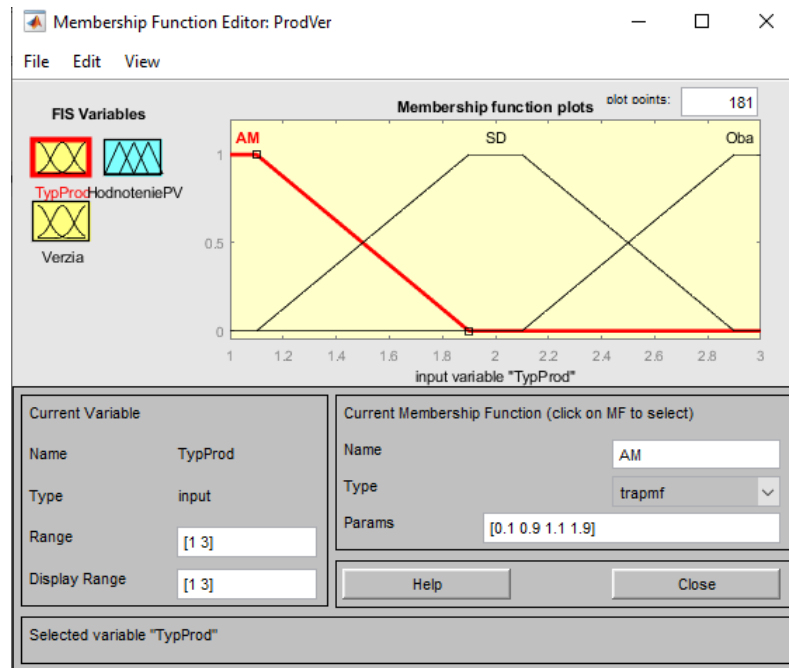 Membership Function Editor: ProdVer
File Edit View
FIS Variables
TypProd
HodnoteniePV
Verzia
Membership function plots
plot points:
181
AM
SD
Oba
1
0.5
0
1 1.2 1.4 1.6 1.8 2 2.2 2.4 2.6 2.8 3
input variable "TypProd"
Current Variable
Name TypProd
Type input
Range [1 3]
Display Range [1 3]
Current Membership Function (click on MF to select)
Name AM
Type trapmf
Params [0.1 0.9 1.1 1.9]
Help Close
Selected variable "TypProd"